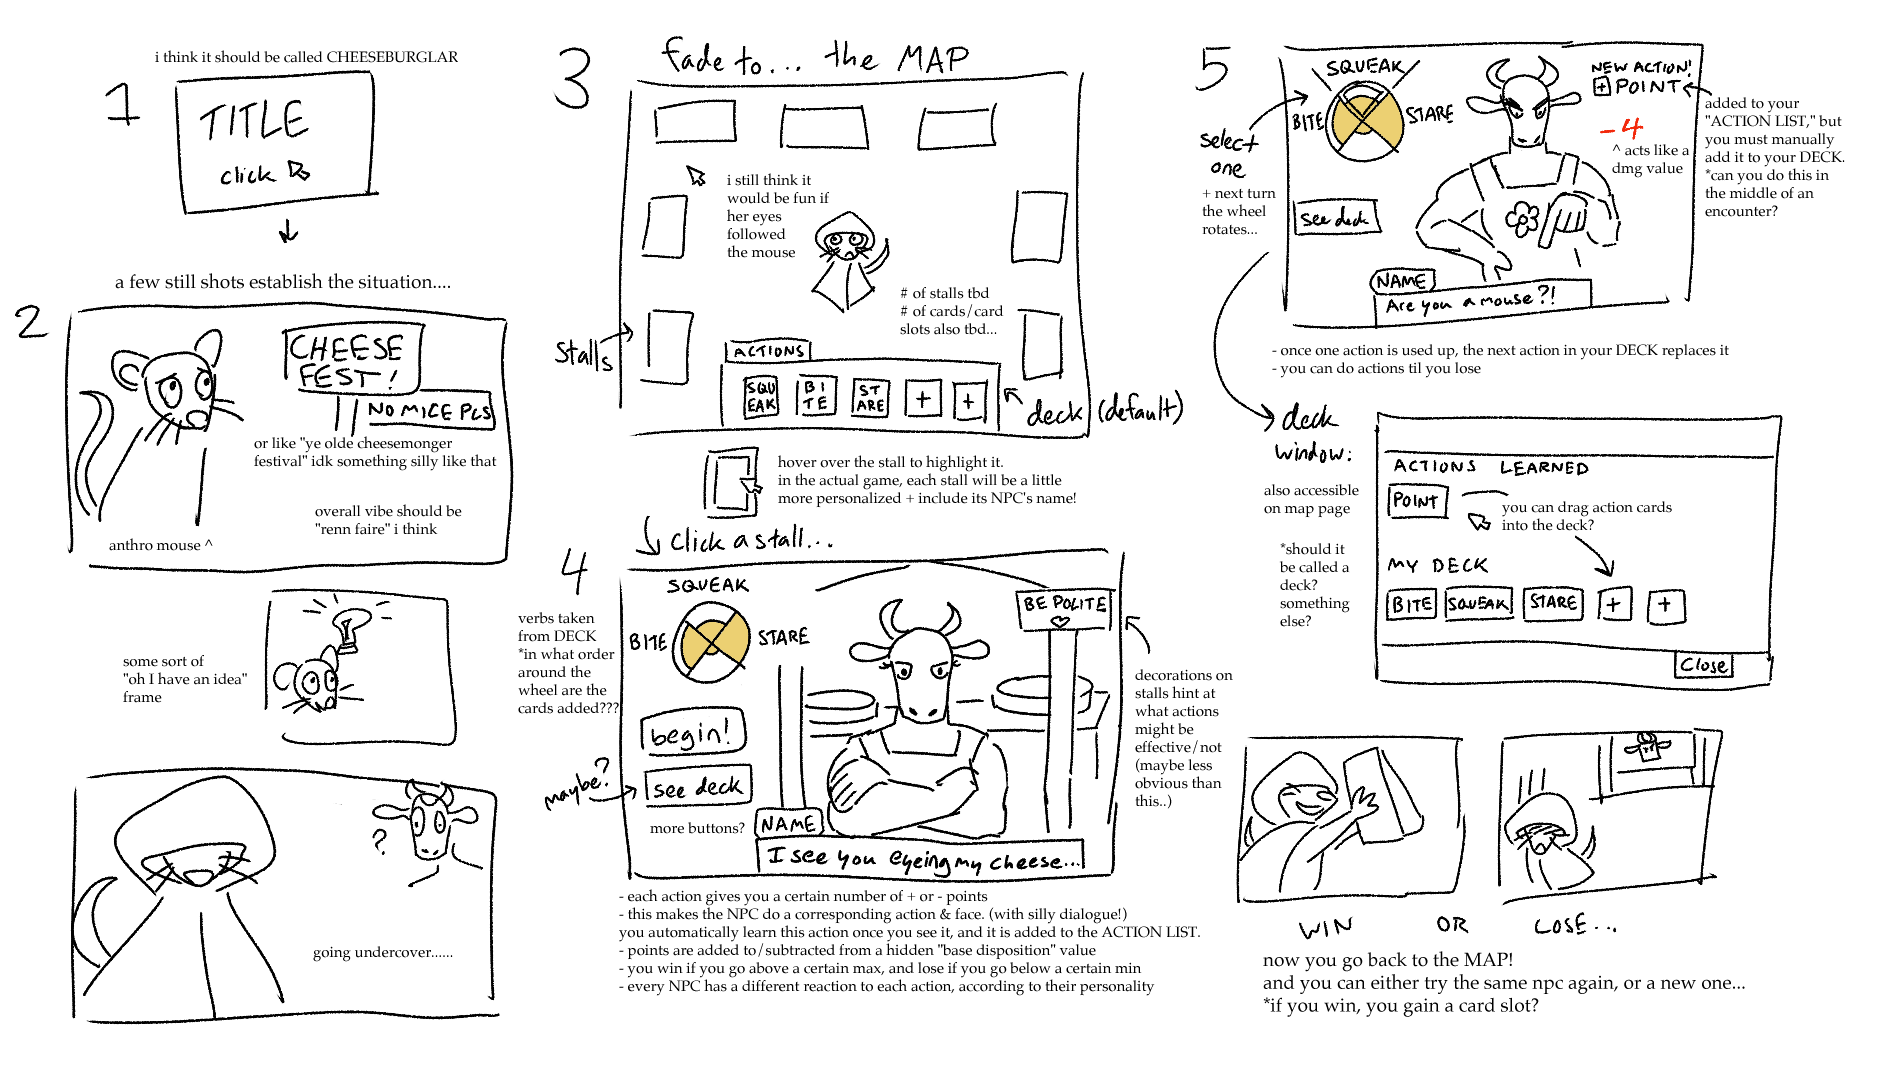 i think it should be called CHEESEBURGLAR
1
TITLE
click
a few still shots establish the situation....
2
CHEESE
FEST!
NO MICE PLS
or like "ye olde cheesemonger
festival" idk something silly like that
overall vibe should be
"renn faire" i think
anthro mouse ^
some sort of
"oh I have an idea"
frame
?
going undercover......
3
fade to... the MAP
i still think it
would be fun if
her eyes
followed
the mouse
# of stalls tbd
# of cards/card
slots also tbd...
Stalls
ACTIONS
SQU
EAK
BI
TE
ST
ARE
+
+
deck (default)
hover over the stall to highlight it.
in the actual game, each stall will be a little
more personalized + include its NPC's name!
click a stall...
4
verbs taken
from DECK
*in what order
around the
wheel are the
cards added???
SQUEAK
BITE
STARE
begin!
maybe?
see deck
more buttons?
BE POLITE
♡
NAME
I see you eyeing my cheese...
decorations on
stalls hint at
what actions
might be
effective/not
(maybe less
obvious than
this..)
- each action gives you a certain number of + or - points
- this makes the NPC do a corresponding action & face. (with silly dialogue!)
you automatically learn this action once you see it, and it is added to the ACTION LIST.
- points are added to/subtracted from a hidden "base disposition" value
- you win if you go above a certain max, and lose if you go below a certain min
- every NPC has a different reaction to each action, according to their personality
5
SQUEAK
BITE
STARE
select
one
+ next turn
the wheel
rotates...
see deck
NEW ACTION!
+ POINT
-4
^ acts like a
dmg value
added to your
"ACTION LIST," but
you must manually
add it to your DECK.
*can you do this in
the middle of an
encounter?
NAME
Are you a mouse?!
- once one action is used up, the next action in your DECK replaces it
- you can do actions til you lose
deck
window:
also accessible
on map page
*should it
be called a
deck?
something
else?
ACTIONS LEARNED
POINT
you can drag action cards
into the deck?
MY DECK
BITE
SQUEAK
STARE
+
+
Close
WIN OR LOSE...
now you go back to the MAP!
and you can either try the same npc again, or a new one...
*if you win, you gain a card slot?